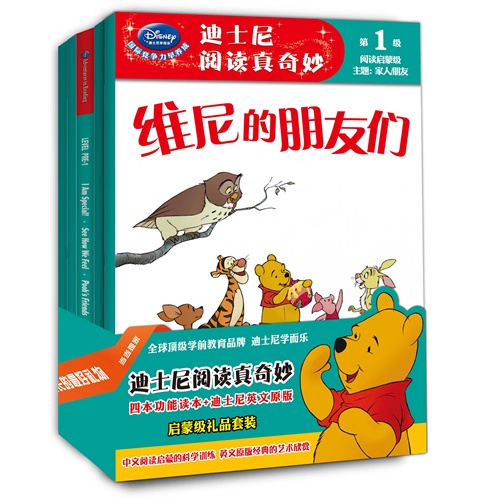 Disney
迪士尼
阅读真奇妙
第1级
阅读启蒙级
主题:家人朋友
维尼的朋友们
LEVEL PRE-1
I Am Special! · See How We Feel · Pooh's Friends
全球顶级学前教育品牌 迪士尼学而乐
迪士尼阅读真奇妙
四本功能读本+迪士尼英文原版
启蒙级礼品套装
中文阅读启蒙的科学训练 英文原版经典的艺术欣赏